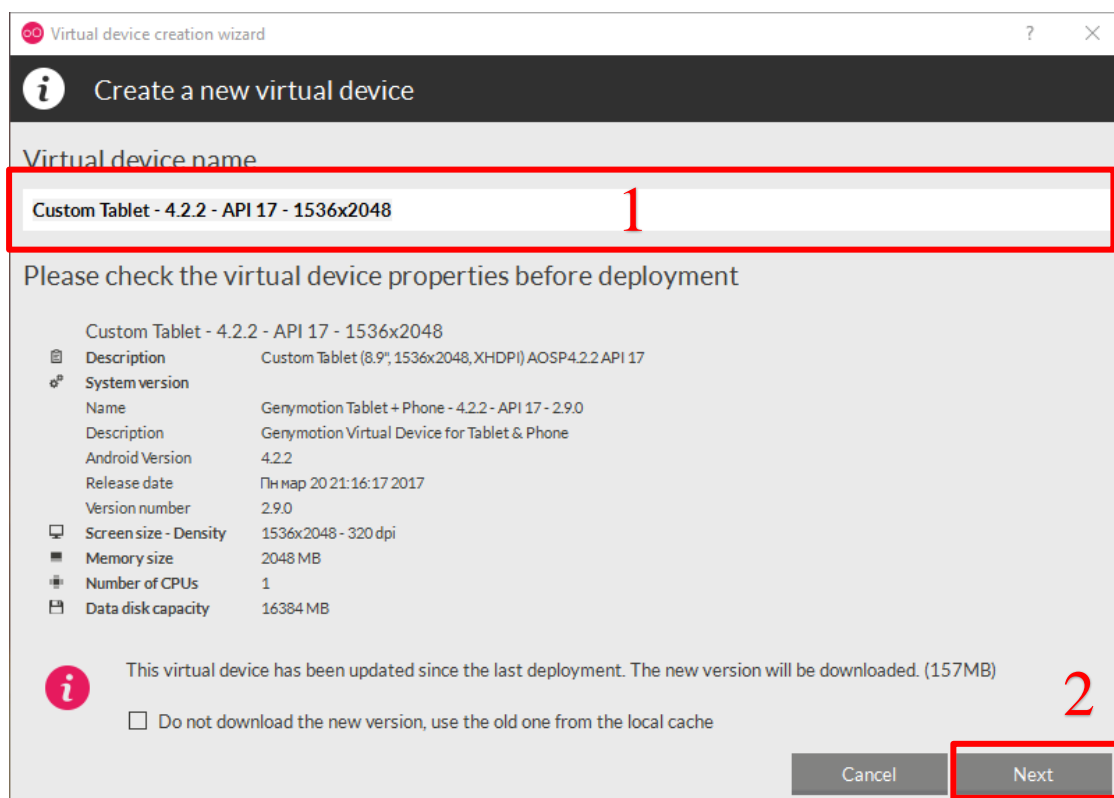 Virtual device creation wizard ?
Create a new virtual device
Virtual device name
Custom Tablet - 4.2.2 - API 17 - 1536x2048
1
Please check the virtual device properties before deployment
Custom Tablet - 4.2.2 - API 17 - 1536x2048
Description Custom Tablet (8.9", 1536x2048, XHDPI) AOSP4.2.2 API 17
System version
Name Genymotion Tablet + Phone - 4.2.2 - API 17 - 2.9.0
Description Genymotion Virtual Device for Tablet & Phone
Android Version 4.2.2
Release date Пн мар 20 21:16:17 2017
Version number 2.9.0
Screen size - Density 1536x2048 - 320 dpi
Memory size 2048 MB
Number of CPUs 1
Data disk capacity 16384 MB
This virtual device has been updated since the last deployment. The new version will be downloaded. (157MB)
Do not download the new version, use the old one from the local cache
2
Cancel Next